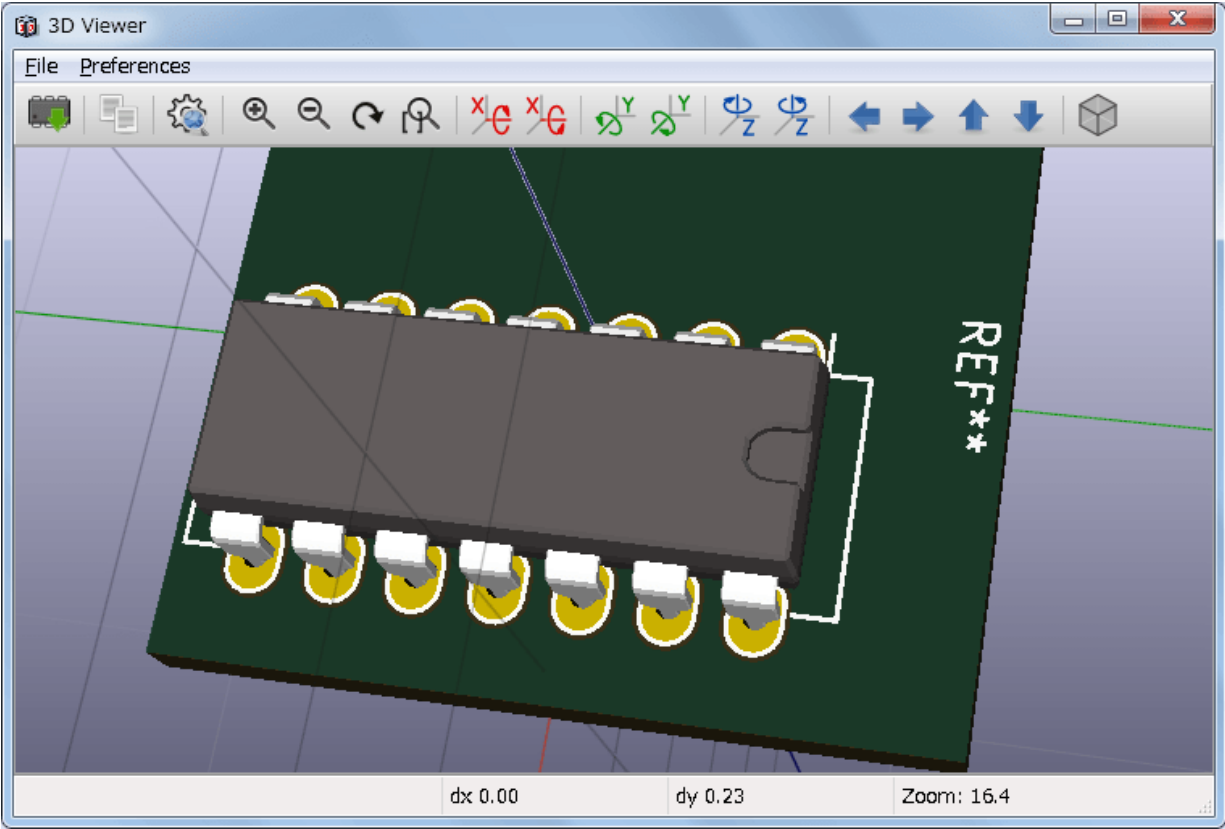 3D Viewer
File Preferences
X X Y Y Z Z
REF**
dx 0.00 dy 0.23 Zoom: 16.4